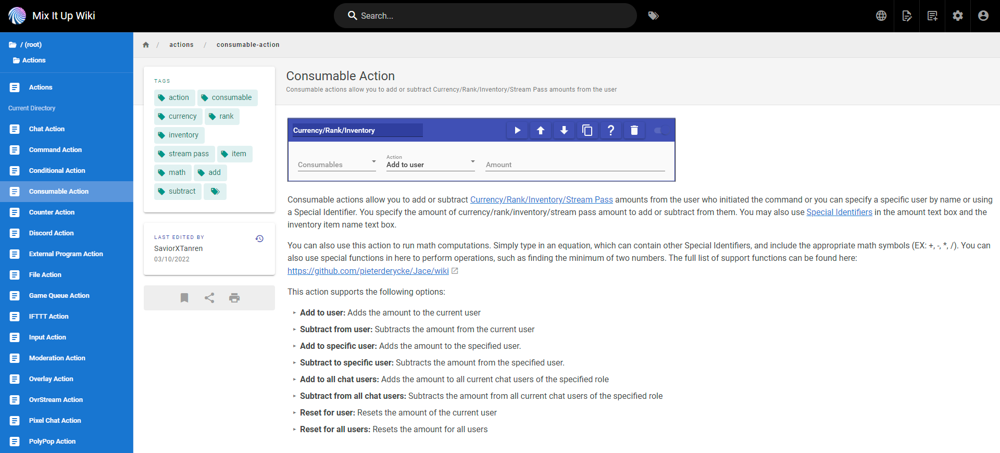 Mix It Up Wiki
Search...
/ (root)
Actions
Actions
Current Directory
Chat Action
Command Action
Conditional Action
Consumable Action
Counter Action
Discord Action
External Program Action
File Action
Game Queue Action
IFTTT Action
Input Action
Moderation Action
Overlay Action
OvrStream Action
Pixel Chat Action
PolyPop Action
/ actions / consumable-action
TAGS
action consumable
currency rank
inventory
stream pass item
math add
subtract
LAST EDITED BY
SaviorXTanren
03/10/2022
Consumable Action
Consumable actions allow you to add or subtract Currency/Rank/Inventory/Stream Pass amounts from the user
Currency/Rank/Inventory
Consumables
Action
Add to user
Amount
Consumable actions allow you to add or subtract Currency/Rank/Inventory/Stream Pass amounts from the user who initiated the command or you can specify a specific user by name or using
a Special Identifier. You specify the amount of currency/rank/inventory/stream pass amount to add or subtract from them. You may also use Special Identifiers in the amount text box and the
inventory item name text box.
You can also use this action to run math computations. Simply type in an equation, which can contain other Special Identifiers, and include the appropriate math symbols (EX: +, -, *, /). You can
also use special functions in here to perform operations, such as finding the minimum of two numbers. The full list of support functions can be found here:
https://github.com/pieterderycke/Jace/wiki
This action supports the following options:
Add to user: Adds the amount to the current user
Subtract from user: Subtracts the amount from the current user
Add to specific user: Adds the amount to the specified user.
Subtract to specific user: Subtracts the amount from the specified user.
Add to all chat users: Adds the amount to all current chat users of the specified role
Subtract from all chat users: Subtracts the amount from all current chat users of the specified role
Reset for user: Resets the amount of the current user
Reset for all users: Resets the amount for all users